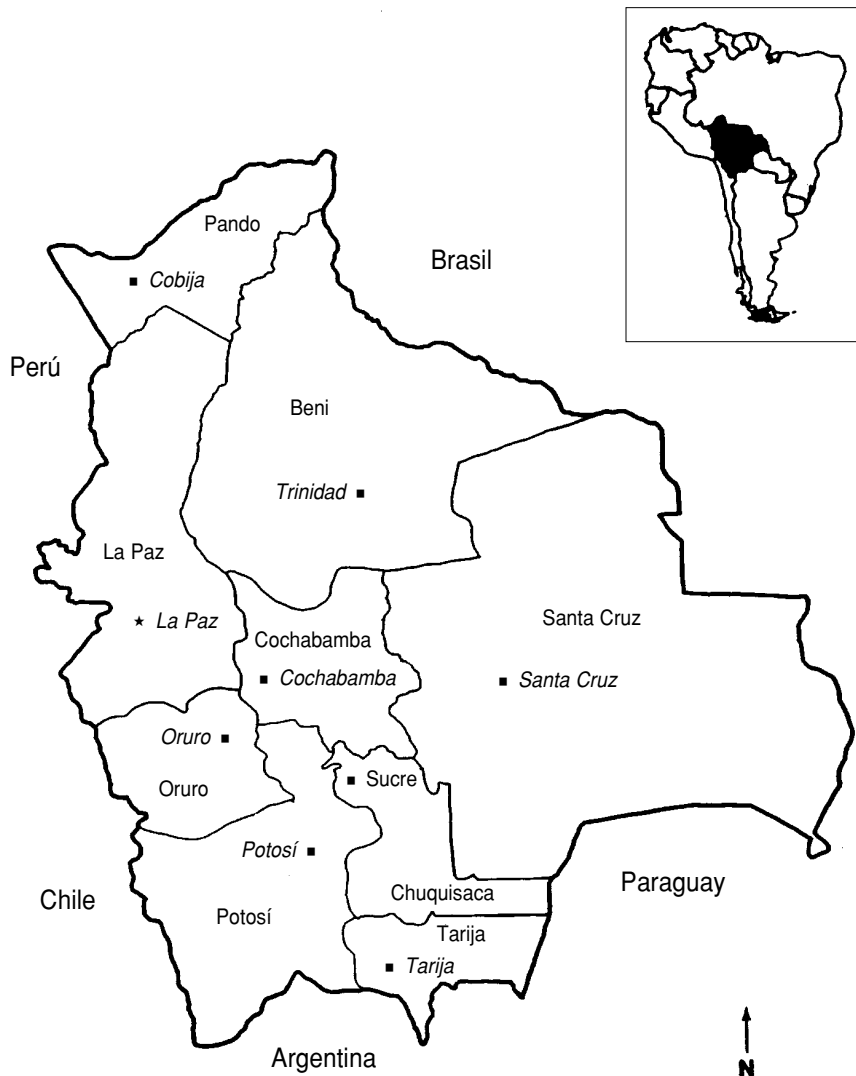 Pando
Brasil
Cobija
Perú
Beni
Trinidad
La Paz
La Paz
Santa Cruz
Cochabamba
Cochabamba
Santa Cruz
Oruro
Sucre
Oruro
Potosí
Paraguay
Chuquisaca
Chile
Potosí
Tarija
Tarija
Argentina
N